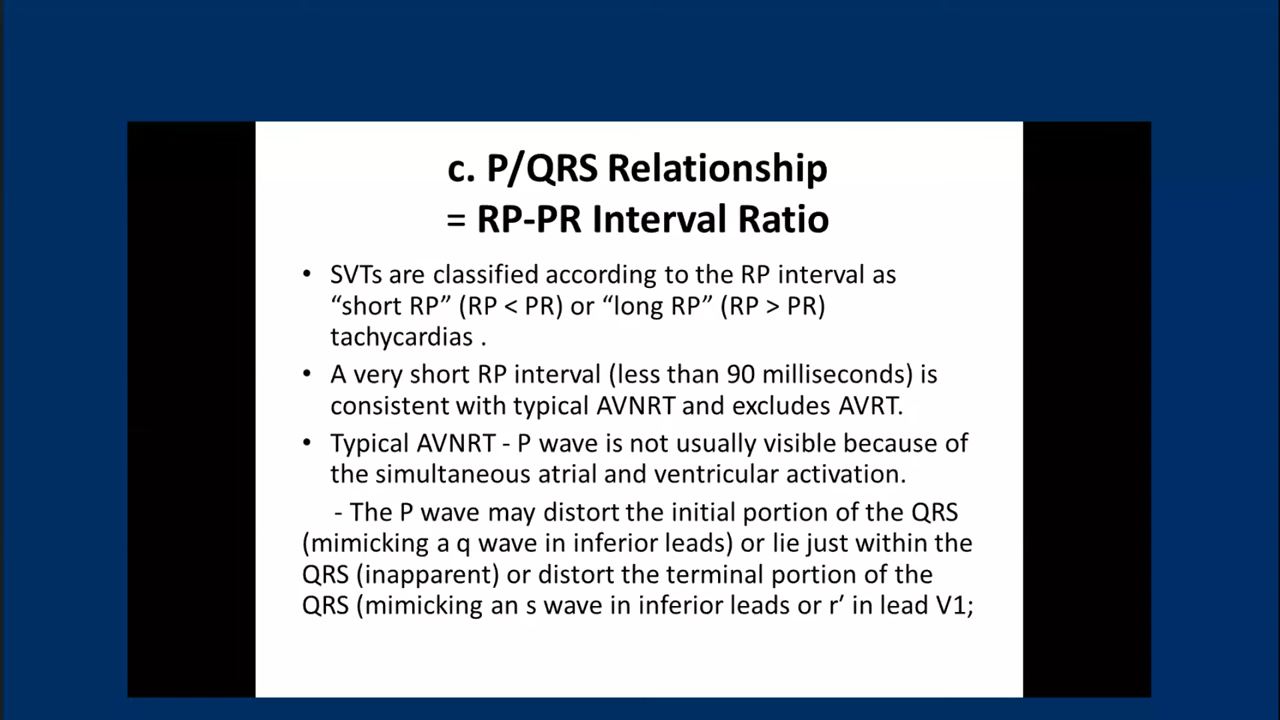 c. P/QRS Relationship
= RP-PR Interval Ratio
• SVTs are classified according to the RP interval as
“short RP” (RP < PR) or “long RP” (RP > PR)
tachycardias .
• A very short RP interval (less than 90 milliseconds) is
consistent with typical AVNRT and excludes AVRT.
• Typical AVNRT - P wave is not usually visible because of
the simultaneous atrial and ventricular activation.
- The P wave may distort the initial portion of the QRS
(mimicking a q wave in inferior leads) or lie just within the
QRS (inapparent) or distort the terminal portion of the
QRS (mimicking an s wave in inferior leads or r′ in lead V1;